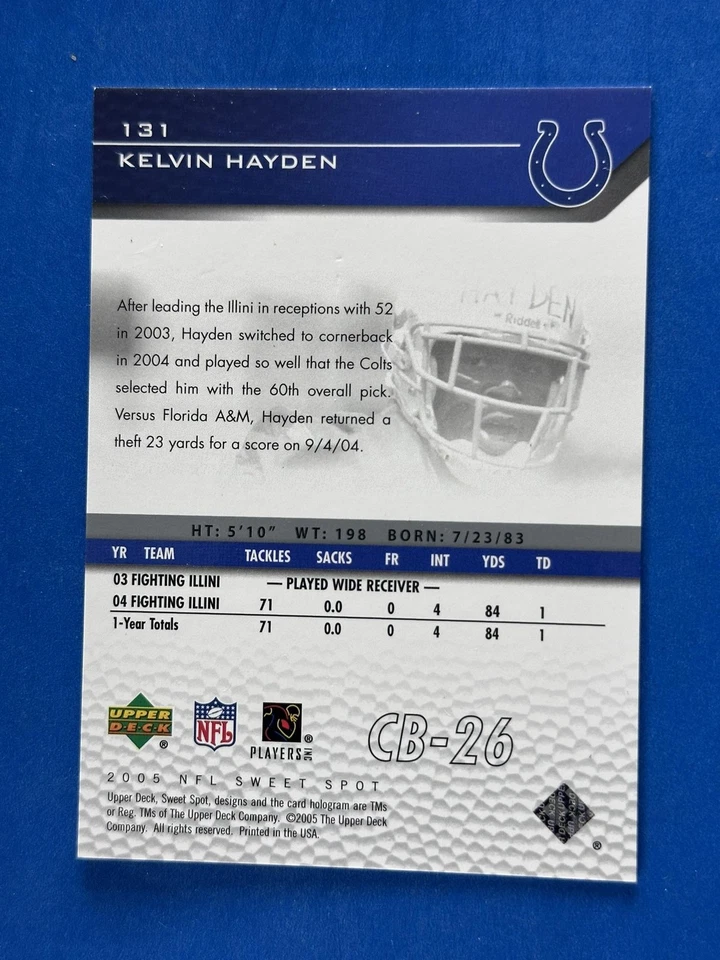 131
KELVIN HAYDEN
HAYDEN
Riddell
After leading the Illini in receptions with 52
in 2003, Hayden switched to cornerback
in 2004 and played so well that the Colts
selected him with the 60th overall pick.
Versus Florida A&M, Hayden returned a
theft 23 yards for a score on 9/4/04.
HT: 5'10" WT: 198 BORN: 7/23/83
YR TEAM TACKLES SACKS FR INT YDS TD
03 FIGHTING ILLINI — PLAYED WIDE RECEIVER —
04 FIGHTING ILLINI 71 0.0 0 4 84 1
1-Year Totals 71 0.0 0 4 84 1
UPPER
DECK
®
NFL
PLAYERS INC ®
CB-26
2005 NFL SWEET SPOT
Upper Deck, Sweet Spot, designs and the card hologram are TMs
or Reg. TMs of The Upper Deck Company. ©2005 The Upper Deck
Company. All rights reserved. Printed in the USA.
®